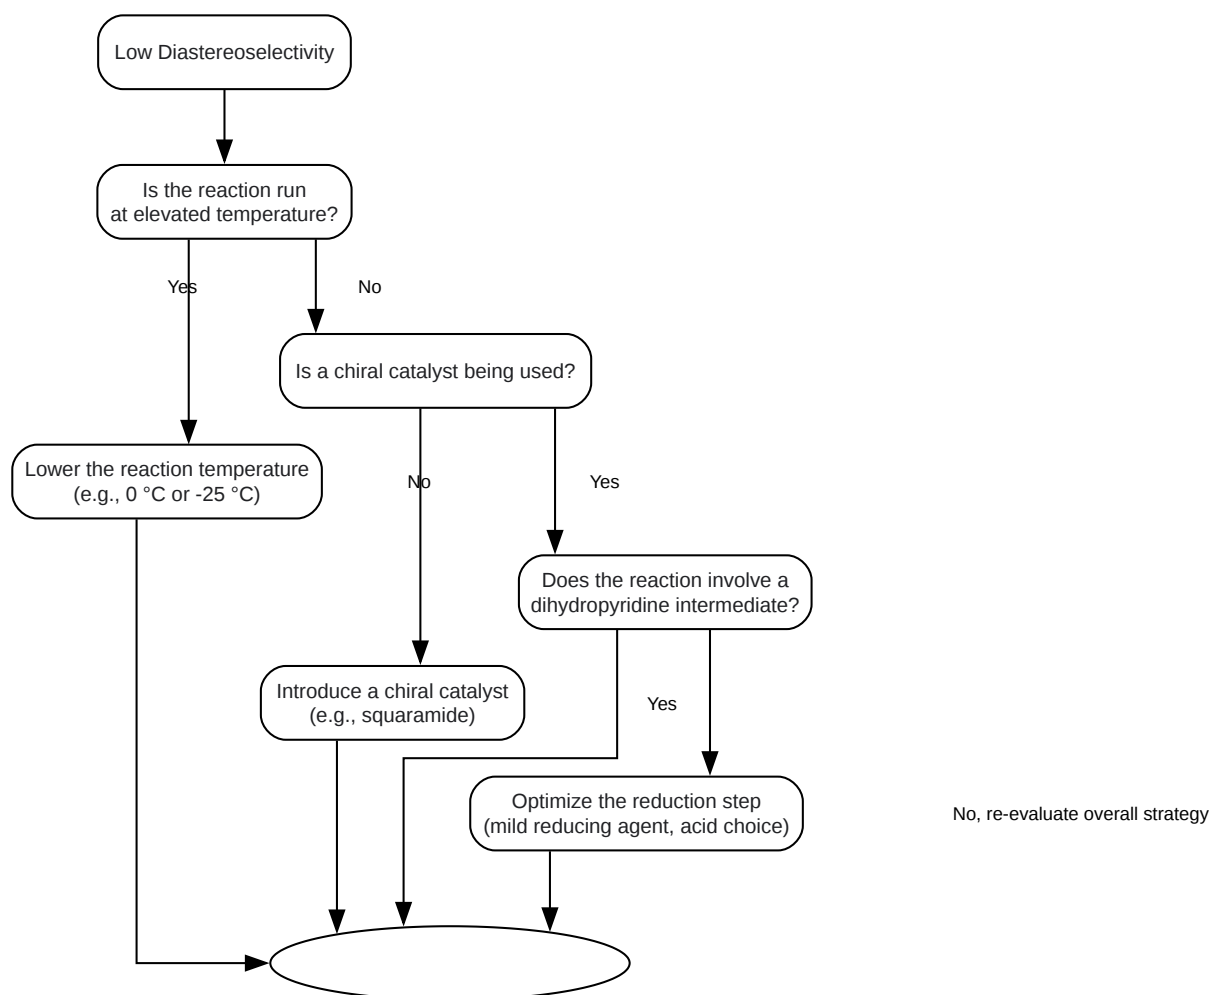 Low Diastereoselectivity
Is the reaction run
at elevated temperature?
Yes
No
Is a chiral catalyst being used?
Lower the reaction temperature
(e.g., 0 °C or -25 °C)
No
Yes
Does the reaction involve a
dihydropyridine intermediate?
Introduce a chiral catalyst
(e.g., squaramide)
Yes
Optimize the reduction step
(mild reducing agent, acid choice)
No, re-evaluate overall strategy